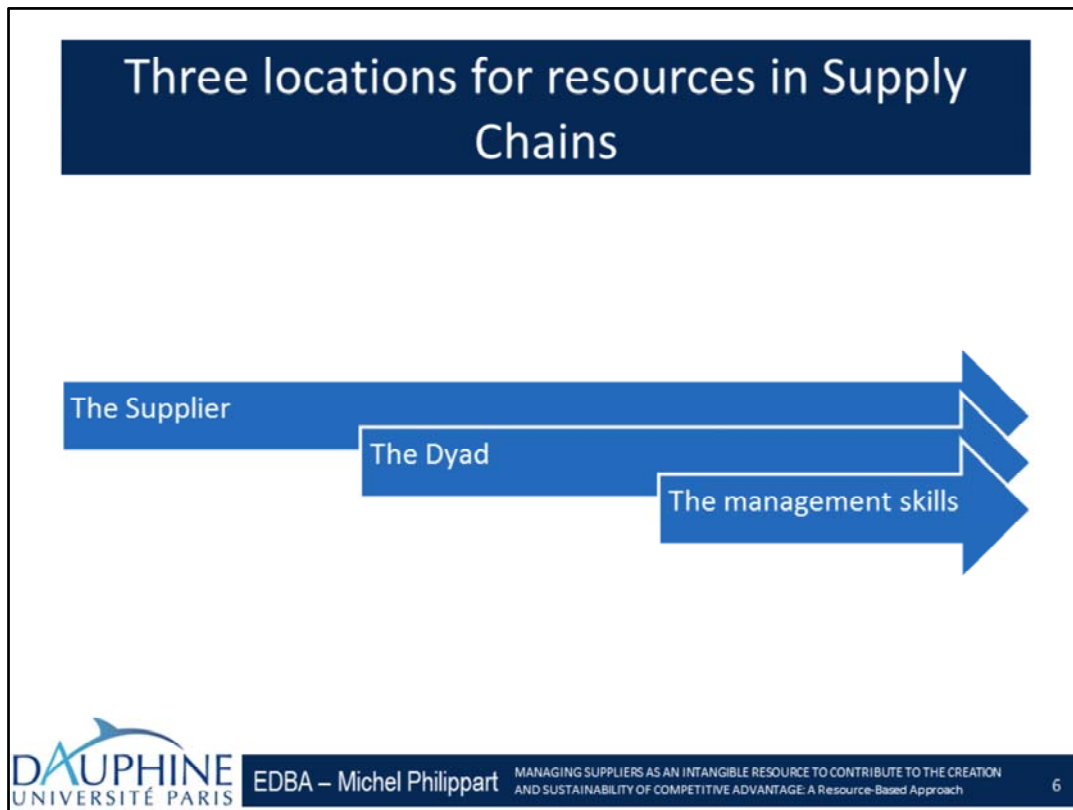 Three locations for resources in Supply
Chains
The Supplier
The Dyad
The management skills
DAUPHINE
UNIVERSITÉ PARIS
EDBA – Michel Philippart
MANAGING SUPPLIERS AS AN INTANGIBLE RESOURCE TO CONTRIBUTE TO THE CREATION
AND SUSTAINABILITY OF COMPETITIVE ADVANTAGE: A Resource-Based Approach
6